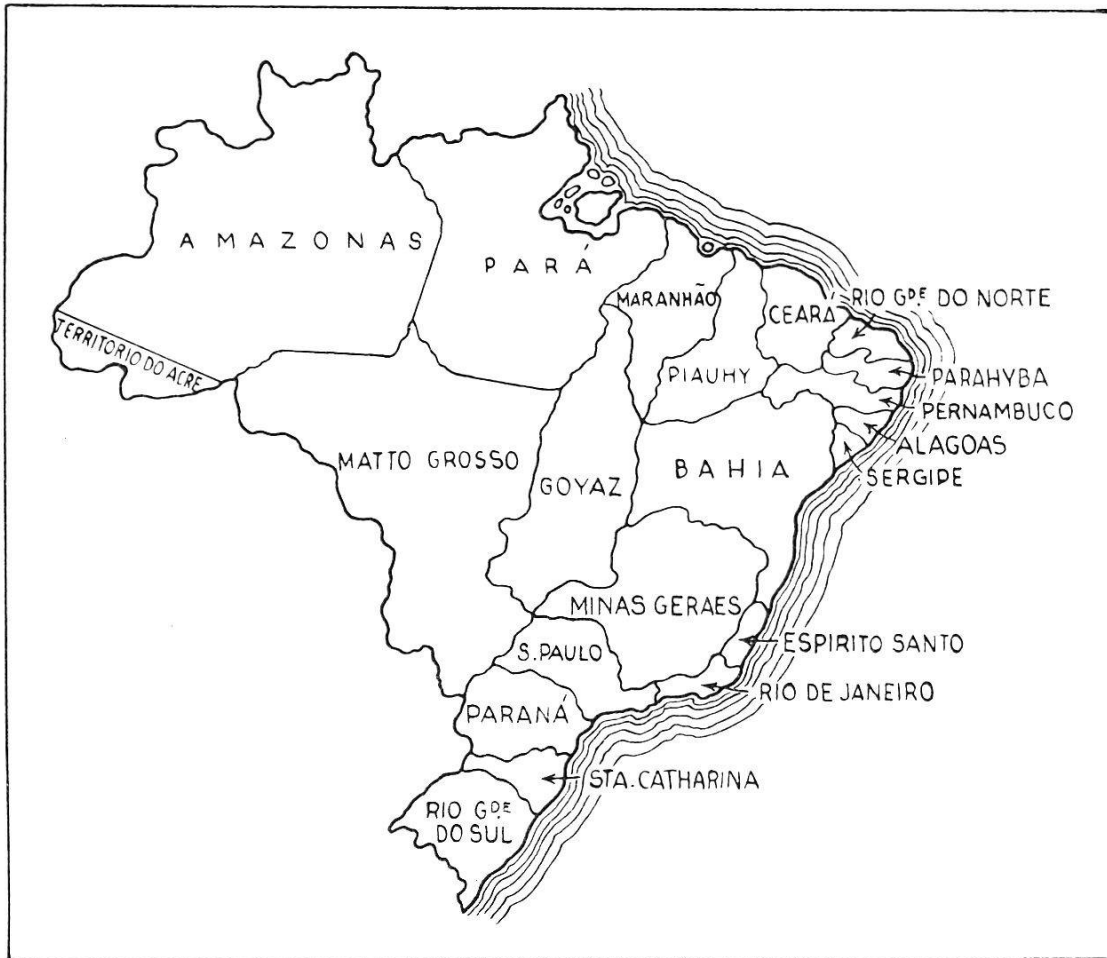 AMAZONAS
PARÁ
MARANHÃO
CEARÁ
RIO GDE. DO NORTE
TERRITORIO DO ACRE
PIAUHY
PARAHYBA
PERNAMBUCO
ALAGOAS
SERGIPE
MATTO GROSSO
GOYAZ
BAHIA
MINAS GERAES
ESPIRITO SANTO
S. PAULO
RIO DE JANEIRO
PARANÁ
STA. CATHARINA
RIO GDE.
DO SUL